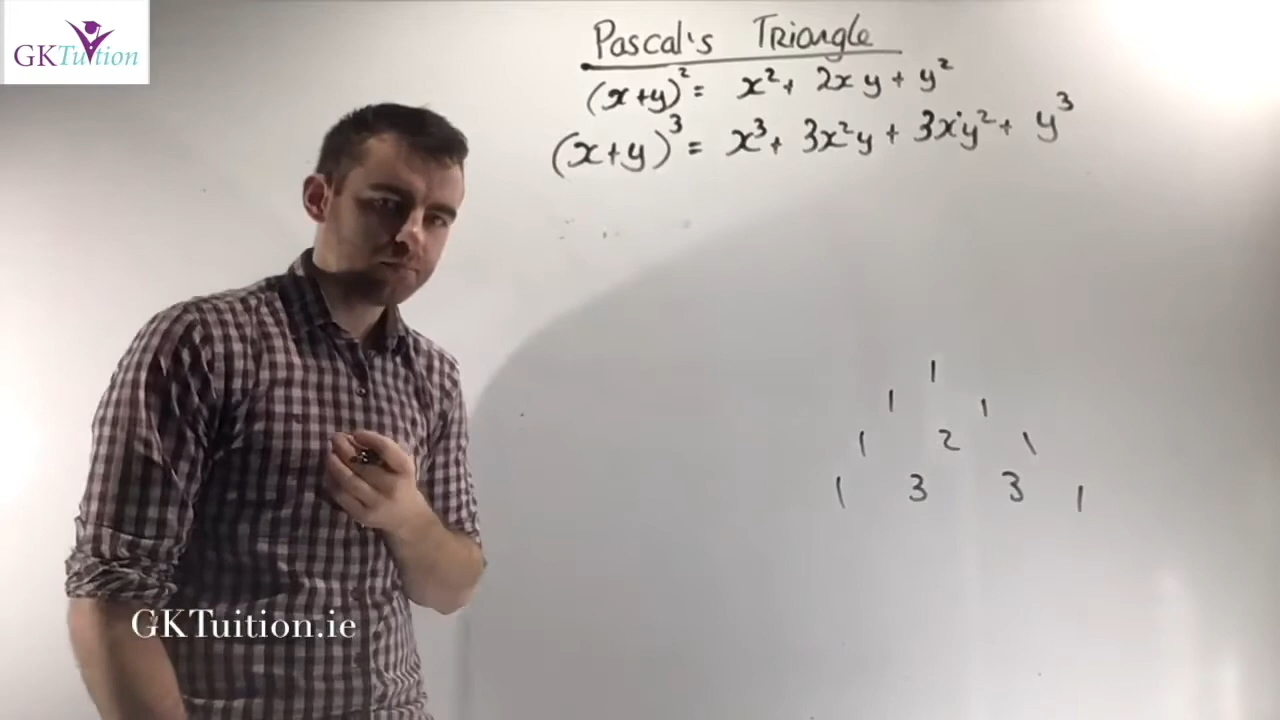 GKTuition
Pascal's Triangle
(x+y)² = x² + 2xy + y²
(x+y)³ = x³ + 3x²y + 3x¹y² + y³
1
1 1
1 2 1
1 3 3 1
GKTuition.ie